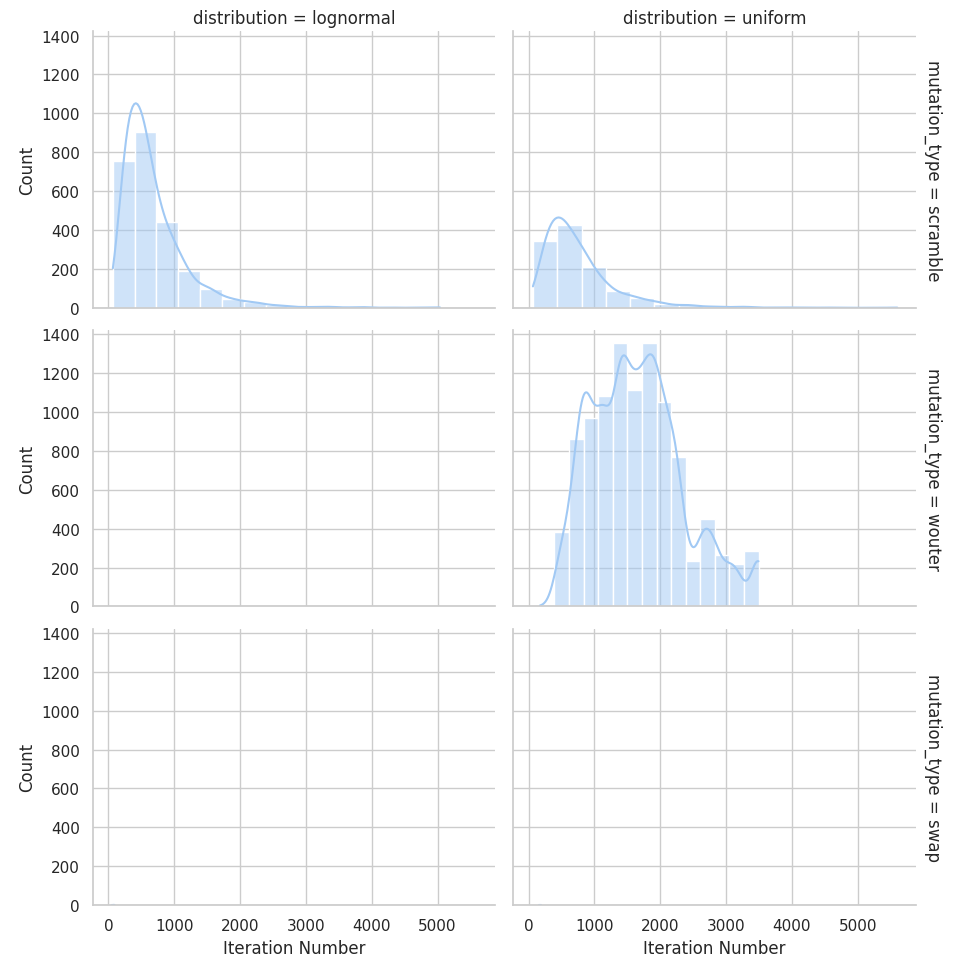 distribution = lognormal
distribution = uniform
1400
1200
1000
800
600
400
200
0
Count
mutation_type = scramble
1400
1200
1000
800
600
400
200
0
Count
mutation_type = wouter
1400
1200
1000
800
600
400
200
0
Count
mutation_type = swap
0 1000 2000 3000 4000 5000
0 1000 2000 3000 4000 5000
Iteration Number
Iteration Number